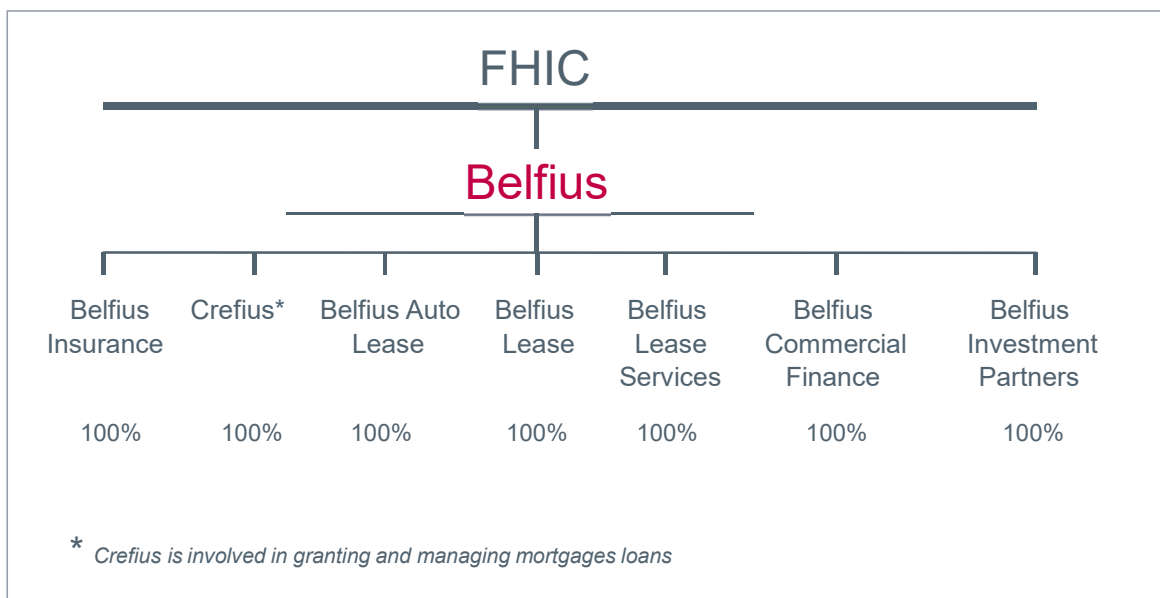 FHIC
Belfius
Belfius
Insurance
Crefius*
Belfius Auto
Lease
Belfius
Lease
Belfius
Lease
Services
Belfius
Commercial
Finance
Belfius
Investment
Partners
100%
100%
100%
100%
100%
100%
100%
* Crefius is involved in granting and managing mortgages loans